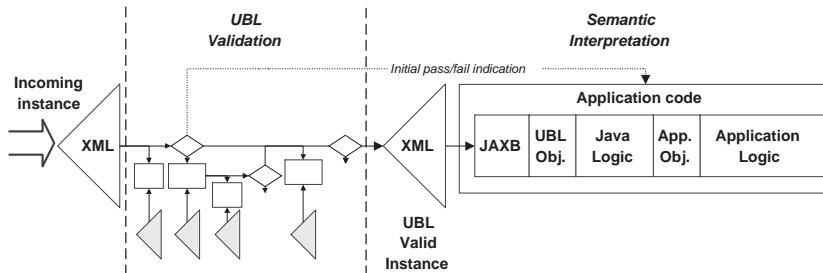 UBL
Validation
Semantic
Interpretation
Initial pass/fail indication
Incoming
instance
XML
XML
Application code
JAXB
UBL
Obj.
Java
Logic
App.
Obj.
Application
Logic
UBL
Valid
Instance